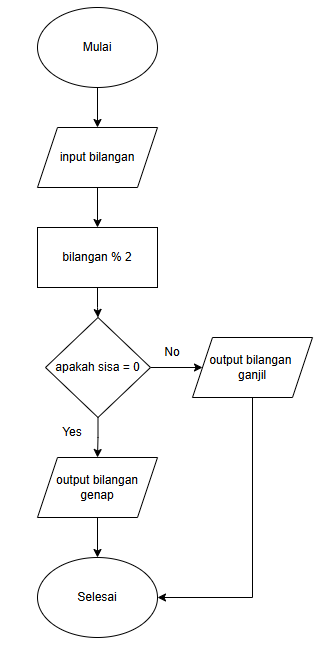 Mulai
input bilangan
bilangan % 2
apakah sisa = 0
No
output bilangan
ganjil
Yes
output bilangan
genap
Selesai